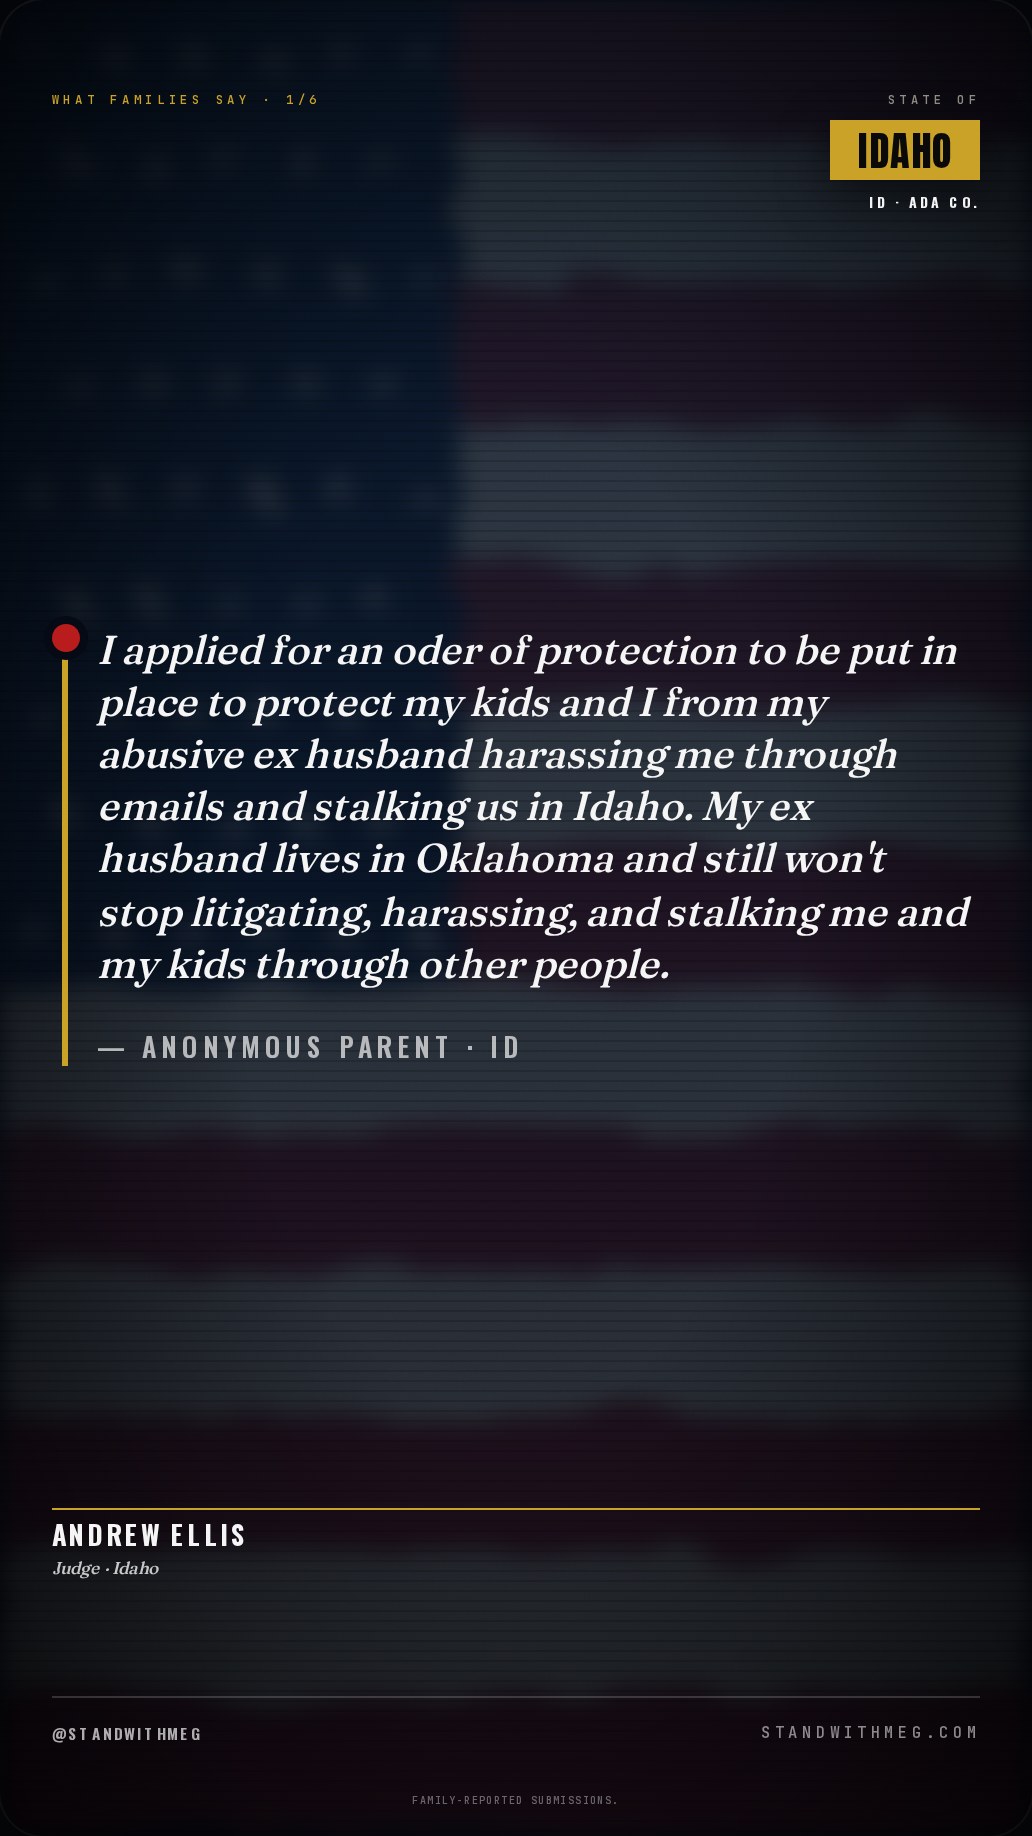 WHAT FAMILIES SAY · 1/6
STATE OF
IDAHO
ID · ADA CO.
I applied for an oder of protection to be put in
place to protect my kids and I from my
abusive ex husband harassing me through
emails and stalking us in Idaho. My ex
husband lives in Oklahoma and still won't
stop litigating, harassing, and stalking me and
my kids through other people.
— ANONYMOUS PARENT · ID
ANDREW ELLIS
Judge · Idaho
@STANDWITHMEG
STANDWITHMEG.COM
FAMILY-REPORTED SUBMISSIONS.